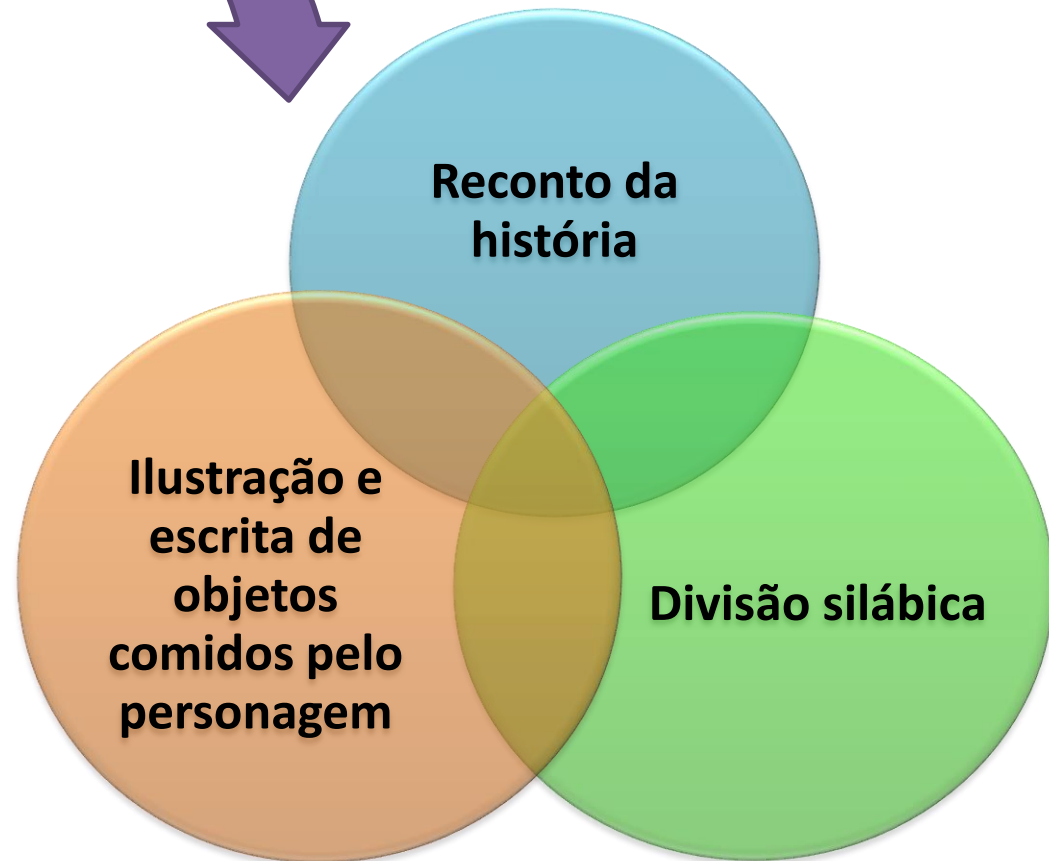 Reconto da
história
Ilustração e
escrita de
objetos
comidos pelo
personagem
Divisão silábica